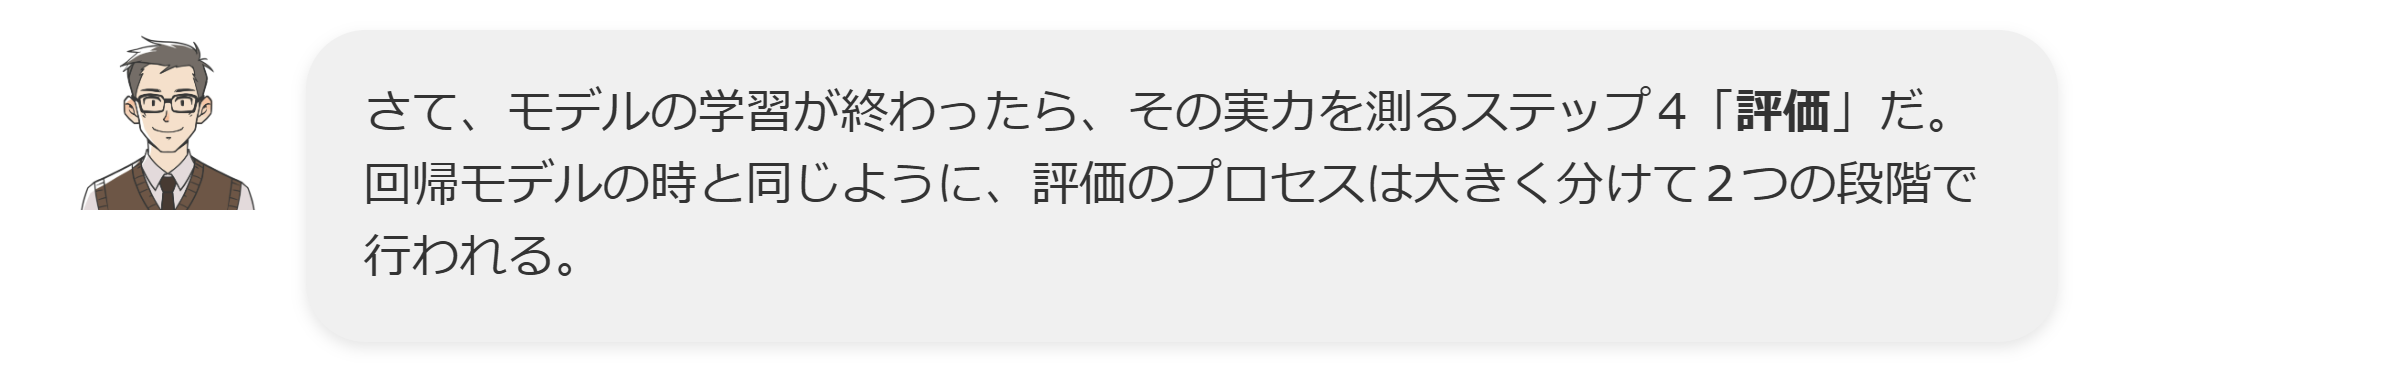 さて、モデルの学習が終わったら、その実力を測るステップ４「評価」だ。
回帰モデルの時と同じように、評価のプロセスは大きく分けて２つの段階で
行われる。